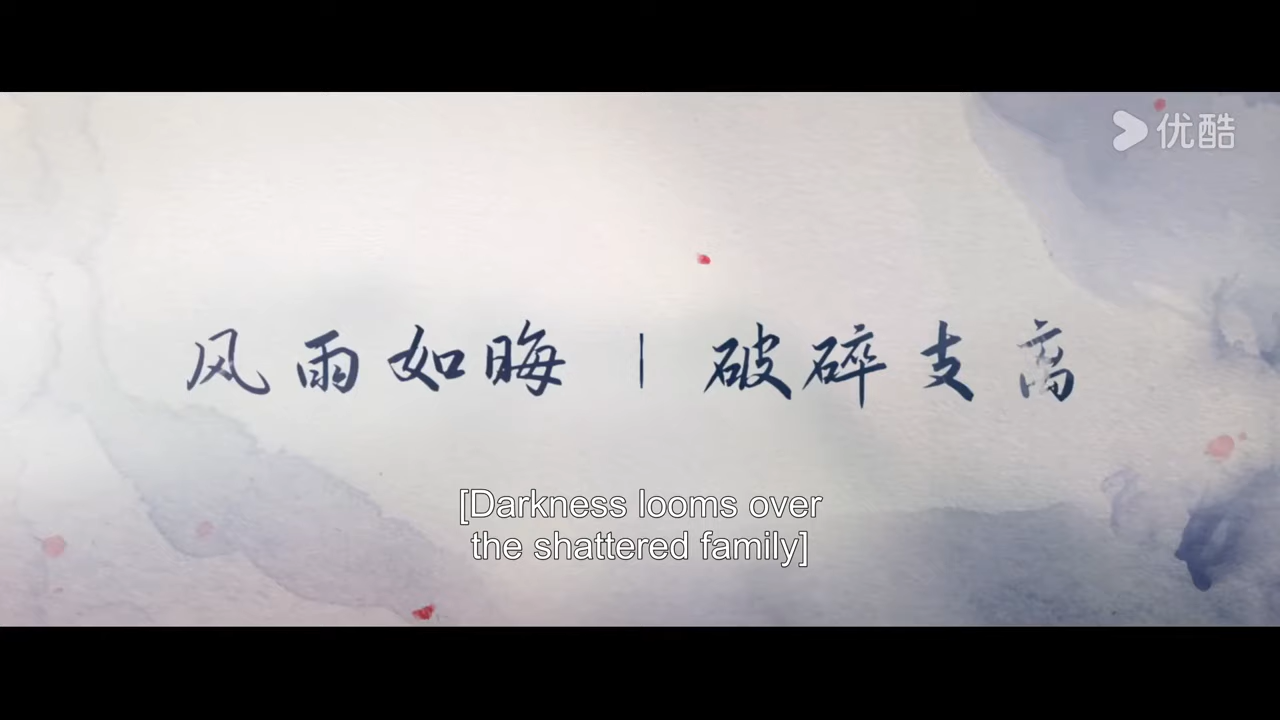 优酷
风雨如晦 | 破碎支离
[Darkness looms over
the shattered family]